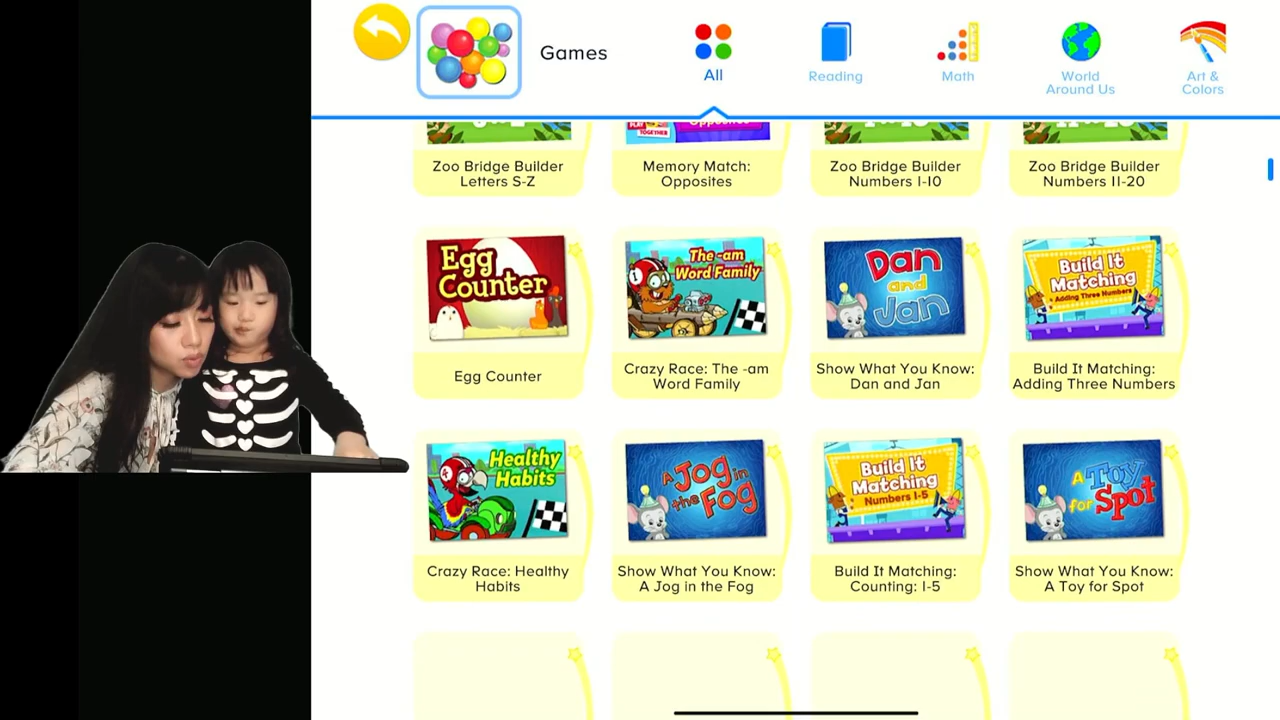 Games
All
Reading
Math
World
Around Us
Art &
Colors
PLAY
TOGETHER
Opposites
Zoo Bridge Builder
Letters S-Z
Memory Match:
Opposites
Zoo Bridge Builder
Numbers 1-10
Zoo Bridge Builder
Numbers 11-20
Egg
Counter
The -am
Word Family
Dan
and
Jan
Build It
Matching
Adding Three Numbers
Egg Counter
Crazy Race: The -am
Word Family
Show What You Know:
Dan and Jan
Build It Matching:
Adding Three Numbers
Healthy
Habits
A Jog in
the Fog
Build It
Matching
Numbers 1-5
A Toy
for Spot
Crazy Race: Healthy
Habits
Show What You Know:
A Jog in the Fog
Build It Matching:
Counting: 1-5
Show What You Know:
A Toy for Spot